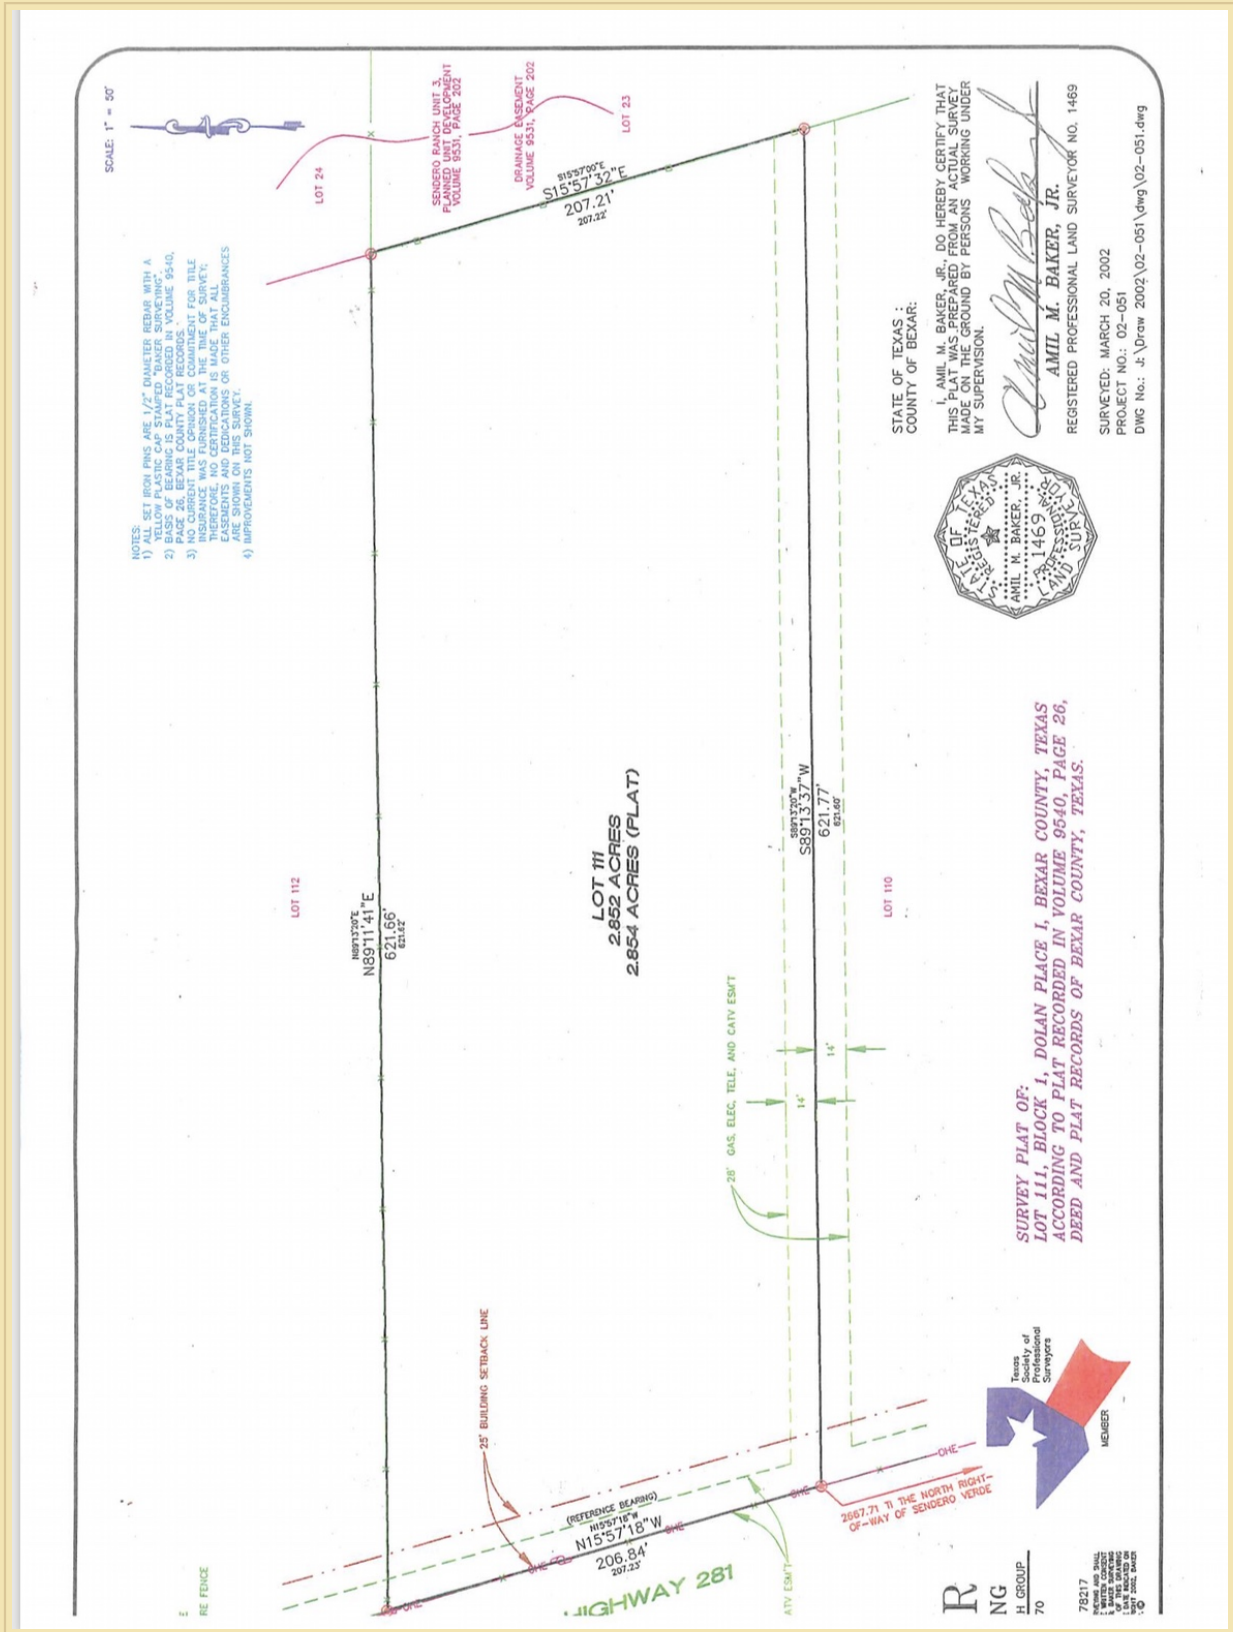 SCALE: 1" = 50'
NOTES:
1) ALL SET IRON PINS ARE 1/2" DIAMETER REBAR WITH A
YELLOW PLASTIC CAP STAMPED "BAKER SURVEYING".
2) BASIS OF BEARING IS PLAT RECORDED IN VOLUME 9540,
PAGE 26, BEXAR COUNTY PLAT RECORDS.
3) NO CURRENT TITLE OPINION OR COMMITMENT FOR TITLE
INSURANCE WAS FURNISHED AT THE TIME OF SURVEY;
THEREFORE, NO CERTIFICATION IS MADE THAT ALL
EASEMENTS AND DEDICATIONS OR OTHER ENCUMBRANCES
ARE SHOWN ON THIS SURVEY.
4) IMPROVEMENTS NOT SHOWN.
LOT 24
SENDERO RANCH UNIT 3,
PLANNED UNIT DEVELOPMENT
VOLUME 9531, PAGE 202
DRAINAGE EASEMENT
VOLUME 9531, PAGE 202
LOT 23
S15°57'00"E
S15°57'32"E
207.21'
207.22'
LOT 112
N89°13'20"E
N89°11'41"E
621.66'
621.62'
LOT 111
2.852 ACRES
2.854 ACRES (PLAT)
S89°13'20"W
S89°13'37"W
621.77'
621.60'
LOT 110
28' GAS, ELEC, TELE, AND CATV ESM'T
14'
14'
25' BUILDING SETBACK LINE
(REFERENCE BEARING)
N15°57'18"W
N15°57'18"W
206.84'
207.23'
OHE
OHE
OHE
OHE
OHE
RE FENCE
HIGHWAY 281
ATV ESM'T
2667.71 TI THE NORTH RIGHT-
OF-WAY OF SENDERO VERDE
STATE OF TEXAS :
COUNTY OF BEXAR:
I, AMIL M. BAKER, JR., DO HEREBY CERTIFY THAT
THIS PLAT WAS PREPARED FROM AN ACTUAL SURVEY
MADE ON THE GROUND BY PERSONS WORKING UNDER
MY SUPERVISION.
AMIL M. BAKER, JR.
REGISTERED PROFESSIONAL LAND SURVEYOR NO. 1469
SURVEYED: MARCH 20, 2002
PROJECT NO.: 02-051
DWG No.: J:\Draw 2002\02-051\dwg\02-051.dwg
STATE OF TEXAS
REGISTERED
AMIL M. BAKER, JR.
1469
PROFESSIONAL
LAND SURVEYOR
SURVEY PLAT OF:
LOT 111, BLOCK 1, DOLAN PLACE I, BEXAR COUNTY, TEXAS
ACCORDING TO PLAT RECORDED IN VOLUME 9540, PAGE 26,
DEED AND PLAT RECORDS OF BEXAR COUNTY, TEXAS.
Texas
Society of
Professional
Surveyors
MEMBER
R
NG
H GROUP
70
78217